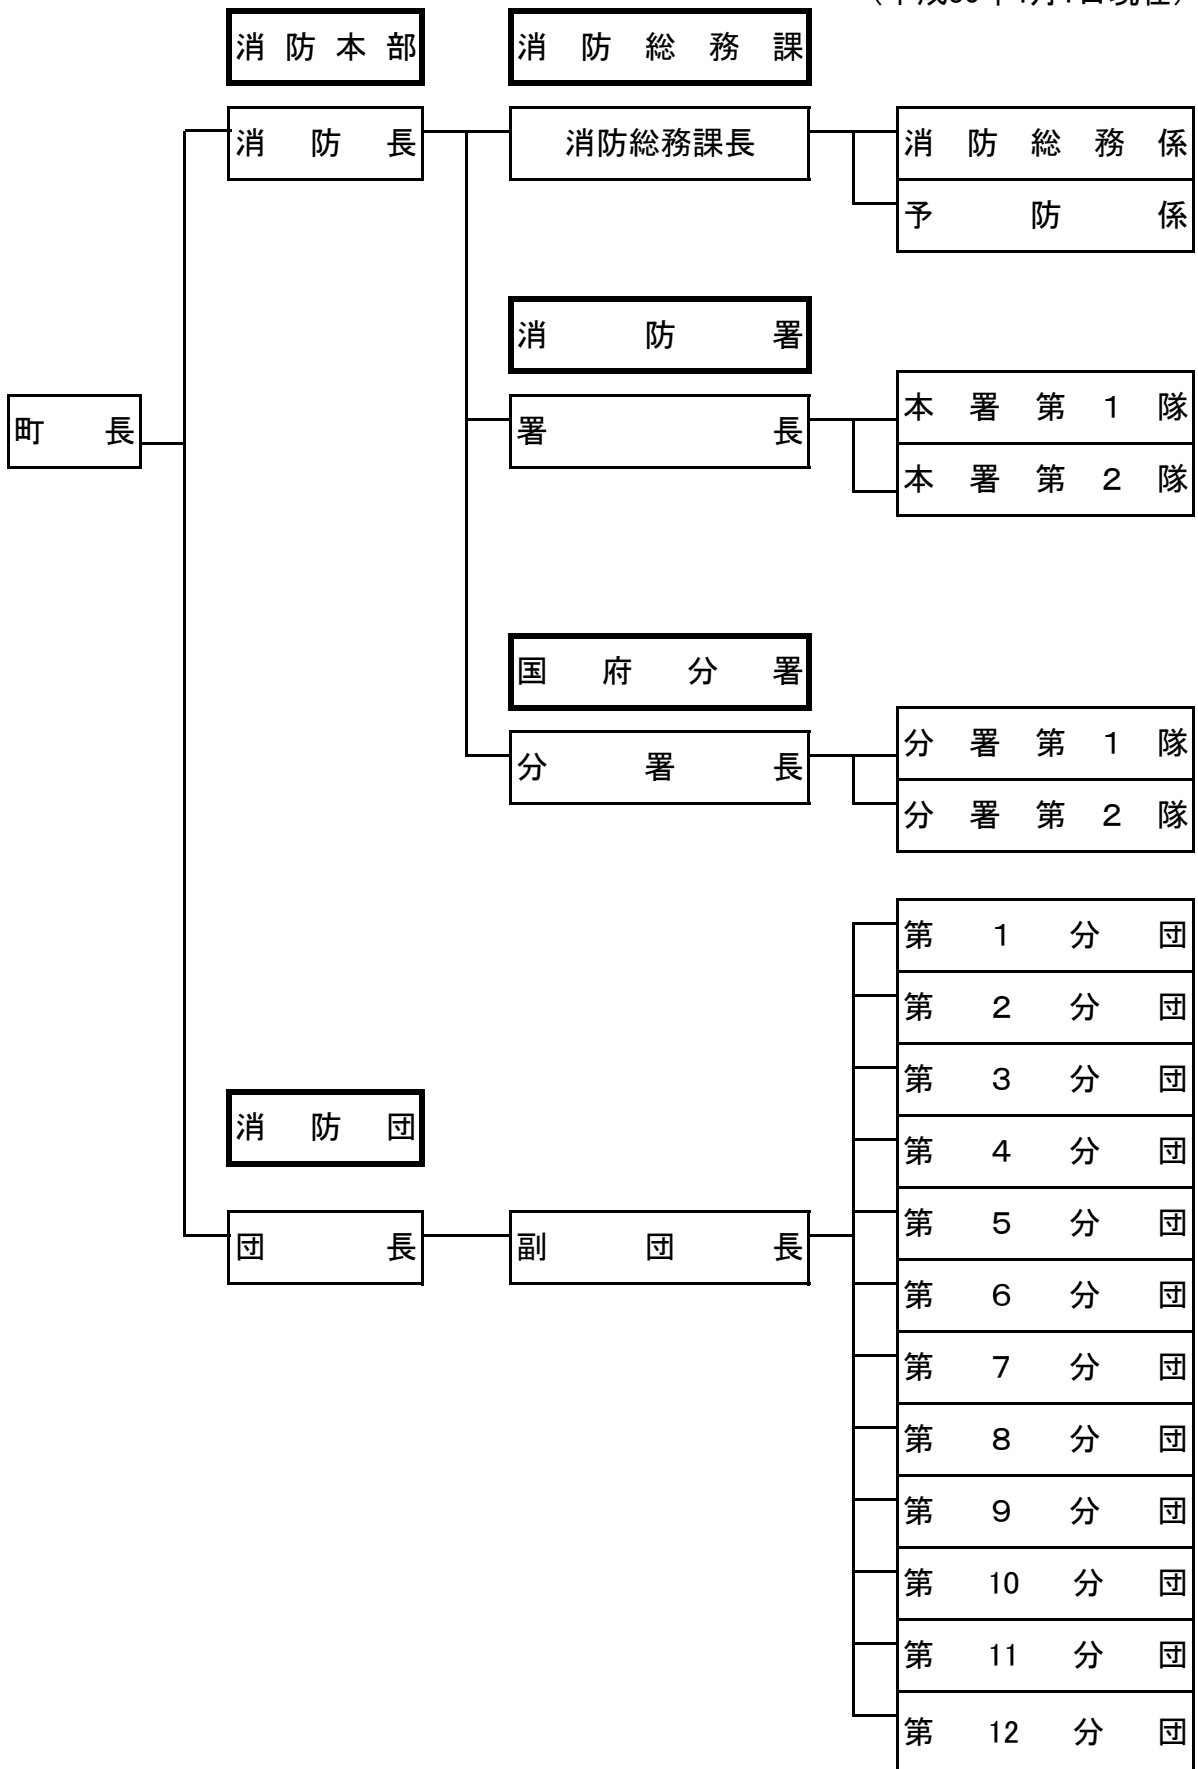 消防本部
消防総務課
消防長
消防総務課長
消防総務係
予防係
消防署
町長
署長
本署第1隊
本署第2隊
国府分署
分署長
分署第1隊
分署第2隊
第1分団
第2分団
第3分団
消防団
第4分団
第5分団
団長
副団長
第6分団
第7分団
第8分団
第9分団
第10分団
第11分団
第12分団